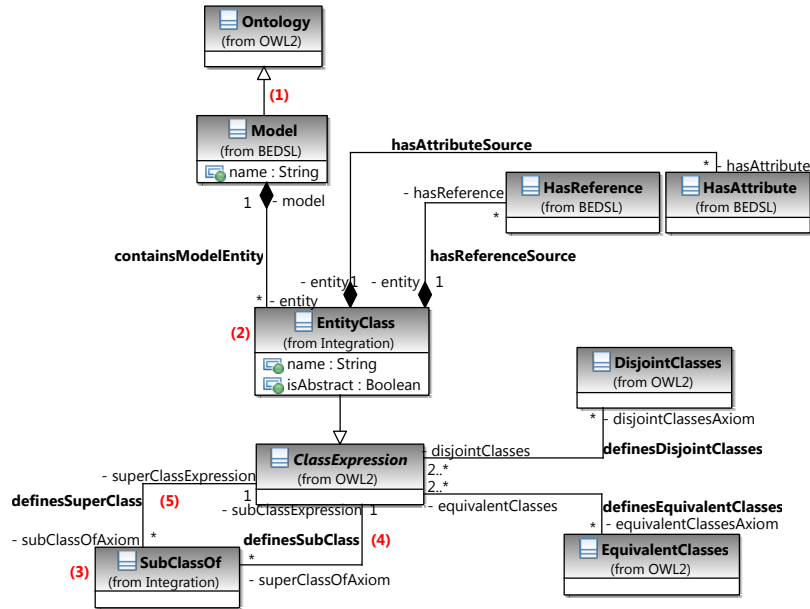 Ontology
(from OWL2)
(1)
Model
(from BEDSL)
name : String
hasAttributeSource
* - hasAttribute
- hasReference
*
HasReference
(from BEDSL)
HasAttribute
(from BEDSL)
1 - model
containsModelEntity
hasReferenceSource
- entity 1
- entity 1
* - entity
(2)
EntityClass
(from Integration)
name : String
isAbstract : Boolean
DisjointClasses
(from OWL2)
* - disjointClassesAxiom
definesDisjointClasses
ClassExpression
(from OWL2)
- disjointClasses
2..*
2..*
- equivalentClasses
definesEquivalentClasses
* - equivalentClassesAxiom
EquivalentClasses
(from OWL2)
- superClassExpression
1
definesSuperClass (5)
- subClassExpression 1
definesSubClass (4)
- subClassOfAxiom *
*
- superClassOfAxiom
(3)
SubClassOf
(from Integration)